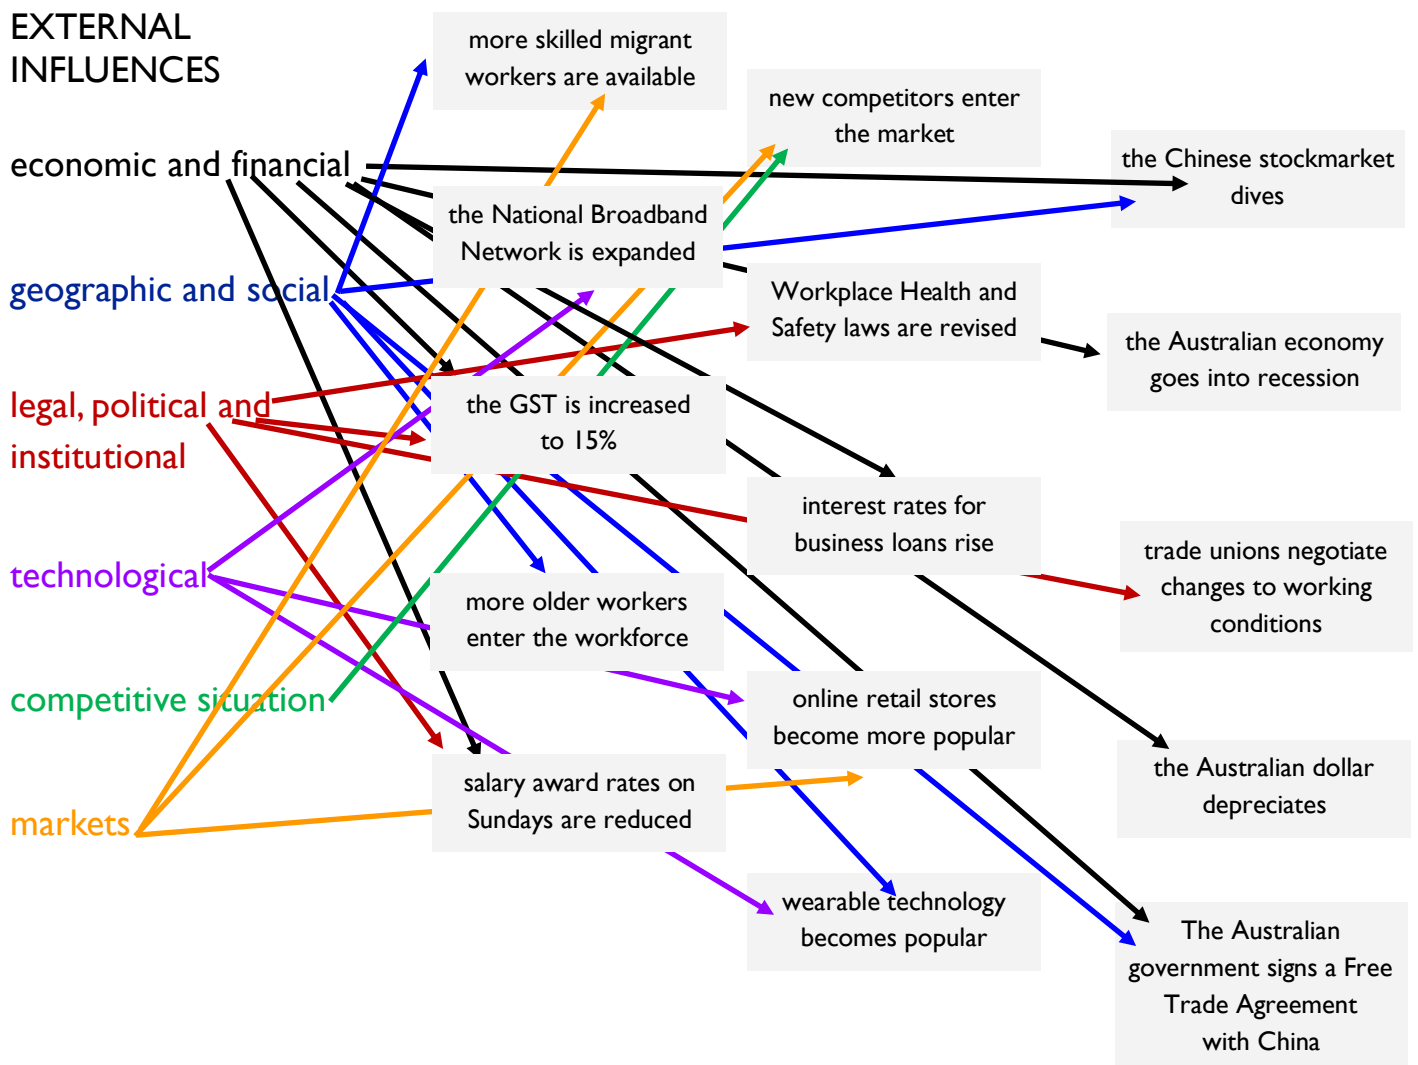 EXTERNAL
INFLUENCES
economic and financial
geographic and social
legal, political and
institutional
technological
competitive situation
markets
more skilled migrant
workers are available
the National Broadband
Network is expanded
the GST is increased
to 15%
more older workers
enter the workforce
salary award rates on
Sundays are reduced
new competitors enter
the market
Workplace Health and
Safety laws are revised
interest rates for
business loans rise
online retail stores
become more popular
wearable technology
becomes popular
the Chinese stockmarket
dives
the Australian economy
goes into recession
trade unions negotiate
changes to working
conditions
the Australian dollar
depreciates
The Australian
government signs a Free
Trade Agreement
with China